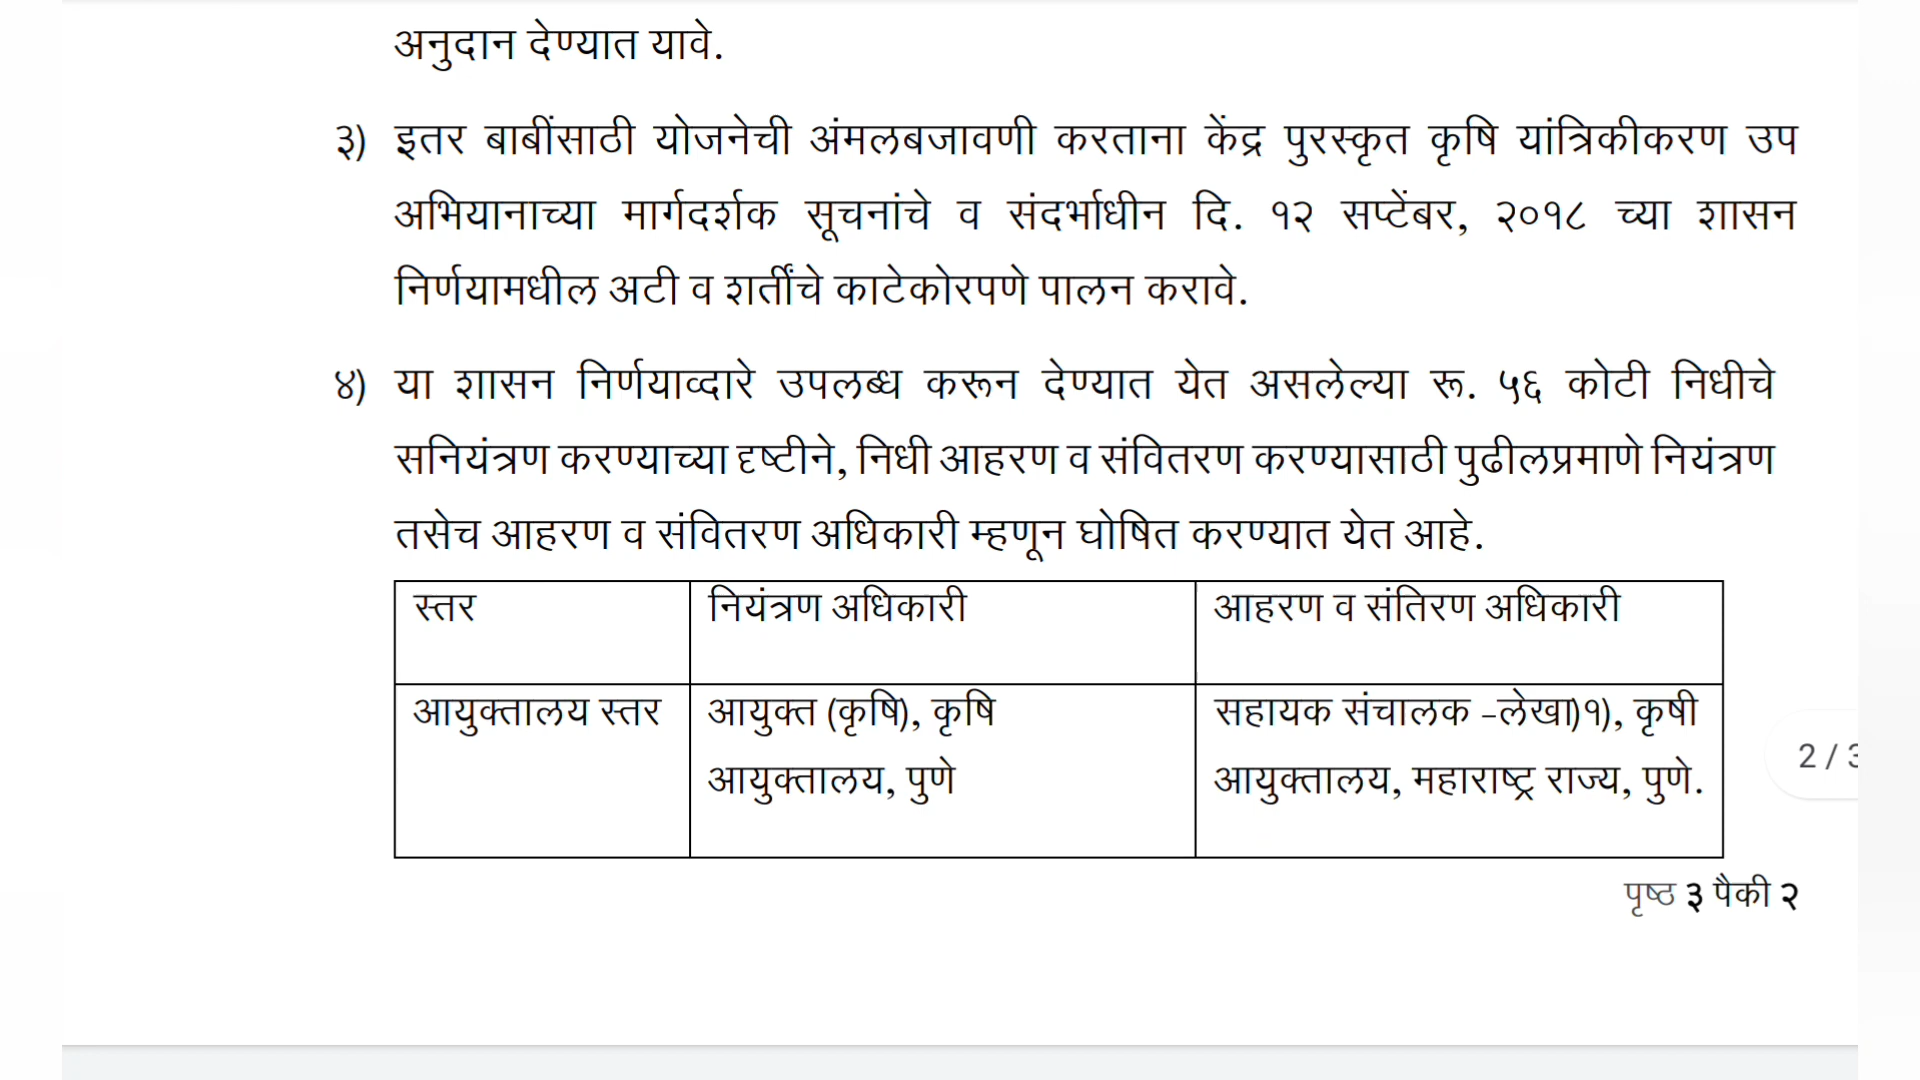 अनुदान देण्यात यावे.
३) इतर बाबींसाठी योजनेची अंमलबजावणी करताना केंद्र पुरस्कृत कृषि यांत्रिकीकरण उप
अभियानाच्या मार्गदर्शक सूचनांचे व संदर्भाधीन दि. १२ सप्टेंबर, २०१८ च्या शासन
निर्णयामधील अटी व शर्तींचे काटेकोरपणे पालन करावे.
४) या शासन निर्णयाव्दारे उपलब्ध करून देण्यात येत असलेल्या रू. ५६ कोटी निधीचे
सनियंत्रण करण्याच्या दृष्टीने, निधी आहरण व संवितरण करण्यासाठी पुढीलप्रमाणे नियंत्रण
तसेच आहरण व संवितरण अधिकारी म्हणून घोषित करण्यात येत आहे.
स्तर नियंत्रण अधिकारी आहरण व संतिरण अधिकारी
आयुक्तालय स्तर आयुक्त (कृषि), कृषि सहायक संचालक -लेखा)१), कृषी
आयुक्तालय, पुणे आयुक्तालय, महाराष्ट्र राज्य, पुणे.
2 / 3
पृष्ठ ३ पैकी २